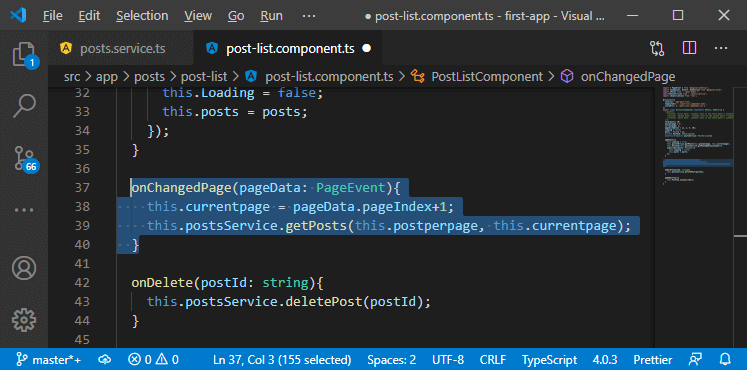 File Edit Selection View Go Run ··· ● post-list.component.ts - first-app - Visual ...
posts.service.ts post-list.component.ts ●
src > app > posts > post-list > post-list.component.ts > PostListComponent > onChangedPage
32 this.Loading = false;
33 this.posts = posts;
34 });
35 }
36
37 onChangedPage(pageData: PageEvent){
38 this.currentpage = pageData.pageIndex+1;
39 this.postsService.getPosts(this.postperpage, this.currentpage);
40 }
41
42 onDelete(postId: string){
43 this.postsService.deletePost(postId);
44 }
45
1
66
master*+ 0 0 Ln 37, Col 3 (155 selected) Spaces: 2 UTF-8 CRLF TypeScript 4.0.3 Prettier